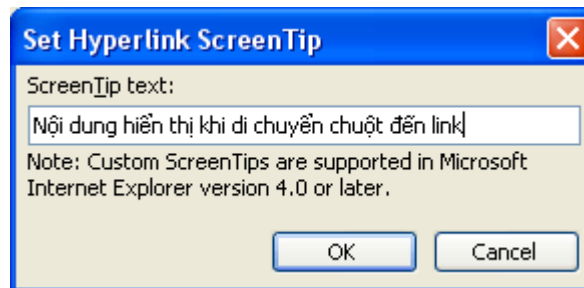 Set Hyperlink ScreenTip
ScreenTip text:
Nội dung hiển thị khi di chuyển chuột đến link
Note: Custom ScreenTips are supported in Microsoft
Internet Explorer version 4.0 or later.
OK Cancel